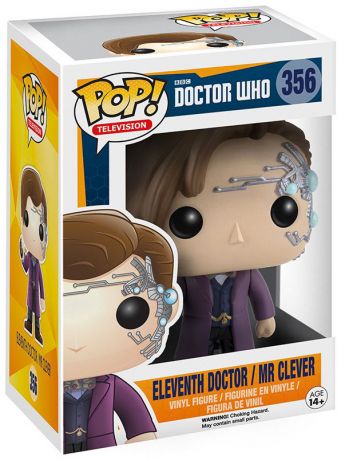 POP!
TELEVISION
BBC
DOCTOR WHO
356
POP!
TELEVISION
356
ELEVENTH DOCTOR / MR CLEVER
VINYL FIGURE / FIGURINE EN VINYLE /
FIGURA DE VINIL
WARNING! CHOKING HAZARD.
May contain small parts.
AGE
14+